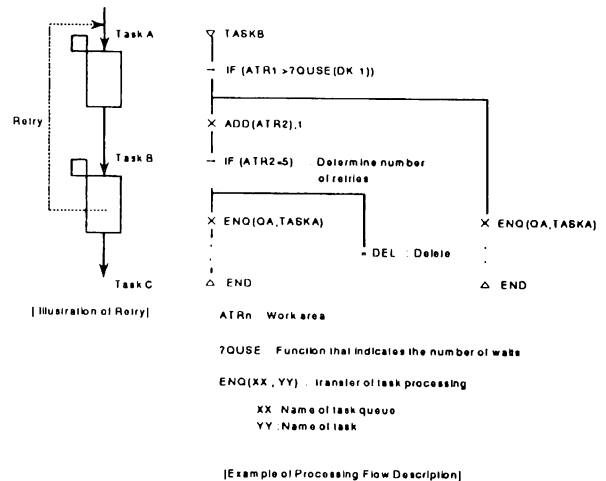 Task A
Retry
Task B
Task C
[Illustration of Retry]
TASKB
IF (ATR1 >?QUSE(DK 1))
ADD(ATR2),1
IF (ATR2=5) Determine number
of retries
ENQ(QA,TASKA)
DEL : Delete
END
ENQ(QA,TASKA)
END
ATRn Work area
?QUSE Function that indicates the number of waits
ENQ(XX , YY) : transfer of task processing
XX Name of task queue
YY :Name of task
[Example of Processing Flow Description]